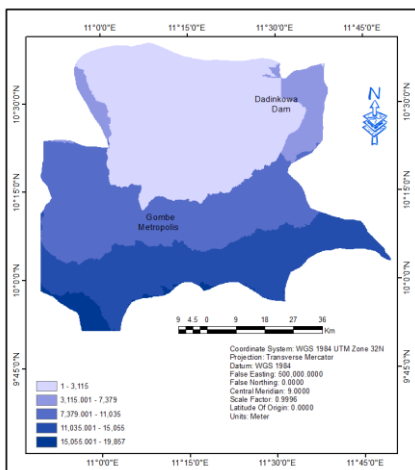 11°0'0"E 11°15'0"E 11°30'0"E 11°45'0"E
10°30'0"N
10°15'0"N
10°0'0"N
9°45'0"N
10°30'0"N
10°15'0"N
10°0'0"N
9°45'0"N
N
Dadinkowa
Dam
Gombe
Metropolis
9 4.5 0 9 18 27 36
Km
Coordinate System: WGS 1984 UTM Zone 32N
Projection: Transverse Mercator
Datum: WGS 1984
False Easting: 500,000.0000
False Northing: 0.0000
Central Meridian: 9.0000
Scale Factor: 0.9996
Latitude Of Origin: 0.0000
Units: Meter
1 - 3,115
3,115.001 - 7,379
7,379.001 - 11,035
11,035.001 - 15,055
15,055.001 - 19,857
11°0'0"E 11°15'0"E 11°30'0"E 11°45'0"E